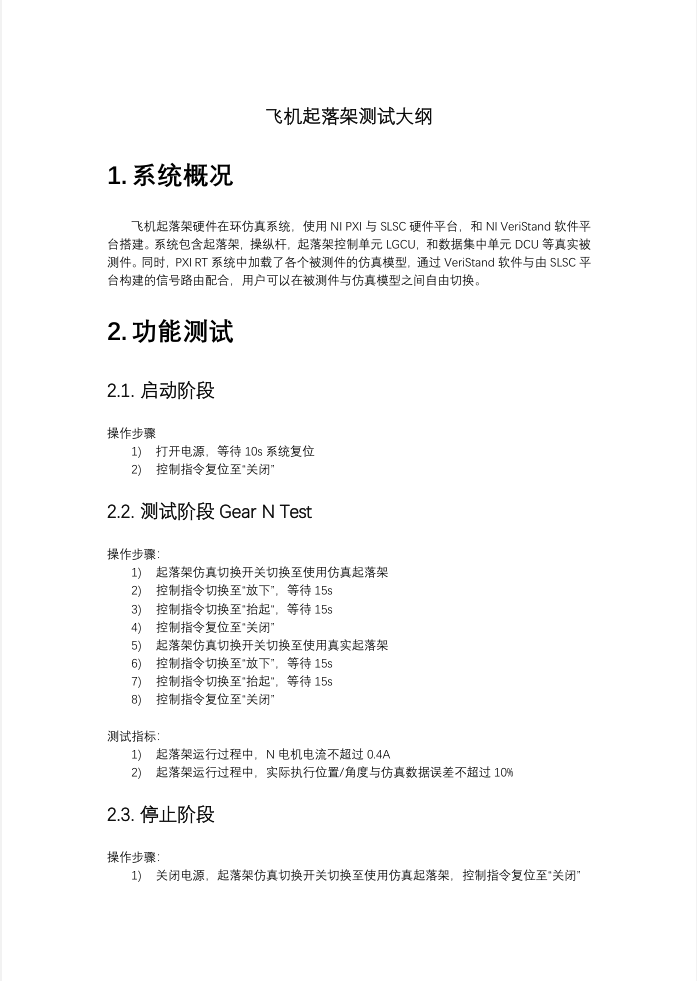 飞机起落架测试大纲
1. 系统概况
飞机起落架硬件在环仿真系统，使用 NI PXI 与 SLSC 硬件平台，和 NI VeriStand 软件平
台搭建。系统包含起落架，操纵杆，起落架控制单元 LGCU，和数据集中单元 DCU 等真实被
测件。同时，PXI RT 系统中加载了各个被测件的仿真模型，通过 VeriStand 软件与由 SLSC 平
台构建的信号路由配合，用户可以在被测件与仿真模型之间自由切换。
2. 功能测试
2.1. 启动阶段
操作步骤
1) 打开电源，等待 10s 系统复位
2) 控制指令复位至“关闭”
2.2. 测试阶段 Gear N Test
操作步骤：
1) 起落架仿真切换开关切换至使用仿真起落架
2) 控制指令切换至“放下”，等待 15s
3) 控制指令切换至“抬起“，等待 15s
4) 控制指令复位至“关闭”
5) 起落架仿真切换开关切换至使用真实起落架
6) 控制指令切换至“放下”，等待 15s
7) 控制指令切换至“抬起“，等待 15s
8) 控制指令复位至“关闭”
测试指标：
1) 起落架运行过程中，N 电机电流不超过 0.4A
2) 起落架运行过程中，实际执行位置/角度与仿真数据误差不超过 10%
2.3. 停止阶段
操作步骤：
1) 关闭电源，起落架仿真切换开关切换至使用仿真起落架，控制指令复位至“关闭”